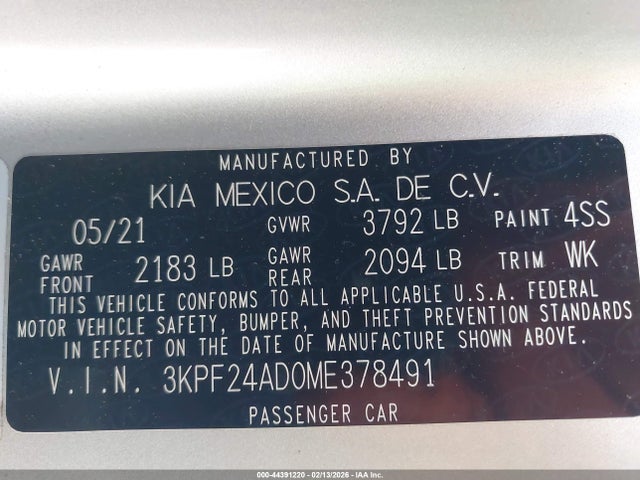 MANUFACTURED BY
KIA MEXICO S.A. DE C.V.
05/21 GVWR 3792 LB PAINT 4SS
GAWR FRONT 2183 LB GAWR REAR 2094 LB TRIM WK
THIS VEHICLE CONFORMS TO ALL APPLICABLE U.S.A. FEDERAL
MOTOR VEHICLE SAFETY, BUMPER, AND THEFT PREVENTION STANDARDS
IN EFFECT ON THE DATE OF MANUFACTURE SHOWN ABOVE.
V.I.N. 3KPF24AD0ME378491
PASSENGER CAR
000-44391220 - 02/13/2026 - IAA Inc.